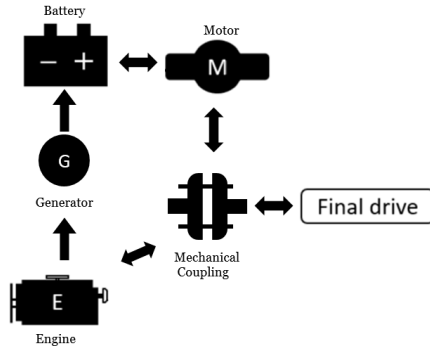 Battery
Motor
− +
M
G
Generator
Final drive
Mechanical
Coupling
E
Engine